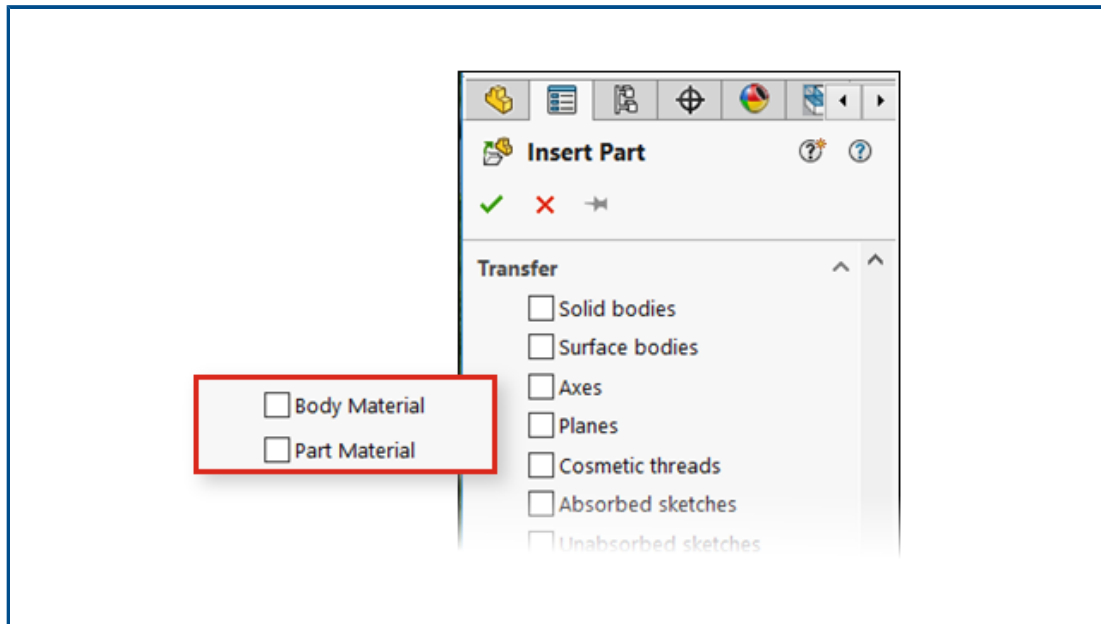 Insert Part
Transfer
Solid bodies
Surface bodies
Axes
Planes
Cosmetic threads
Absorbed sketches
Unabsorbed sketches
Body Material
Part Material